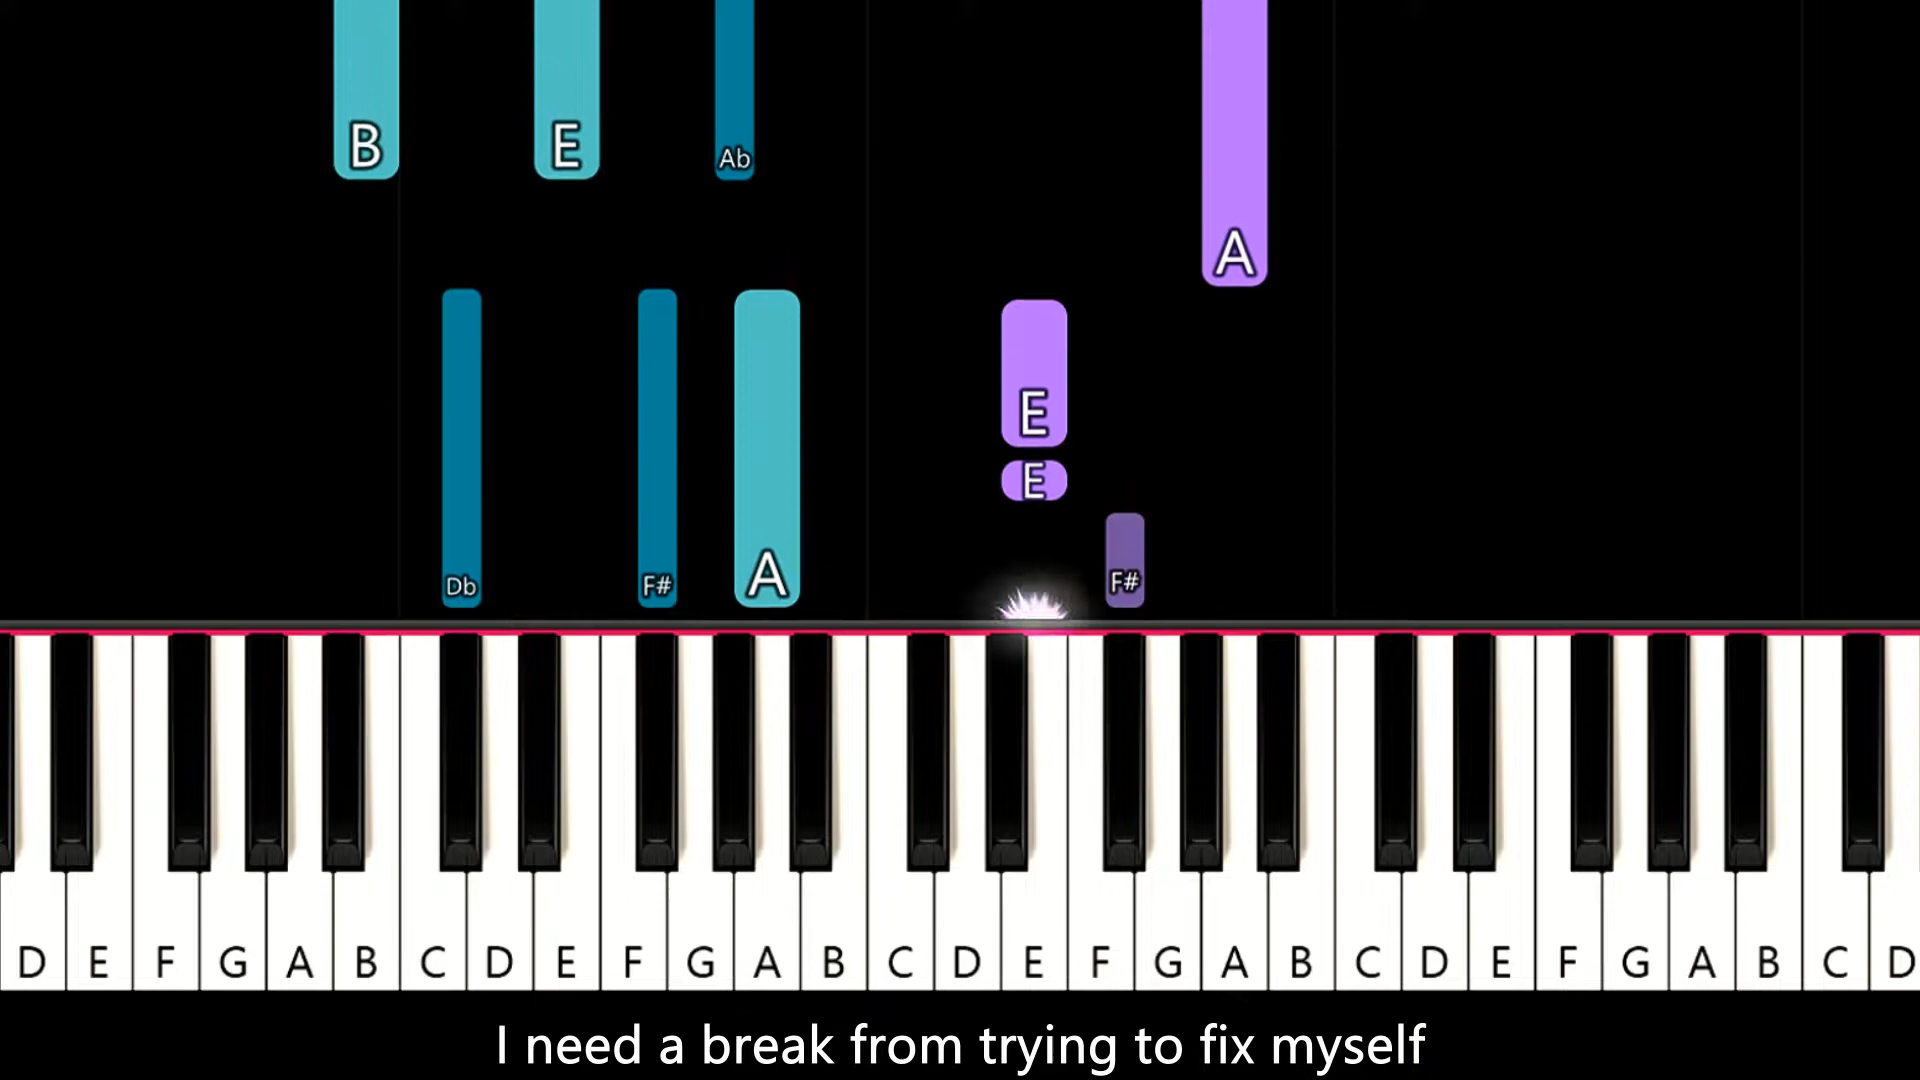 B E Ab
A
E
E
Db F# A F#
D E F G A B C D E F G A B C D E F G A B C D E F G A B C D
I need a break from trying to fix myself